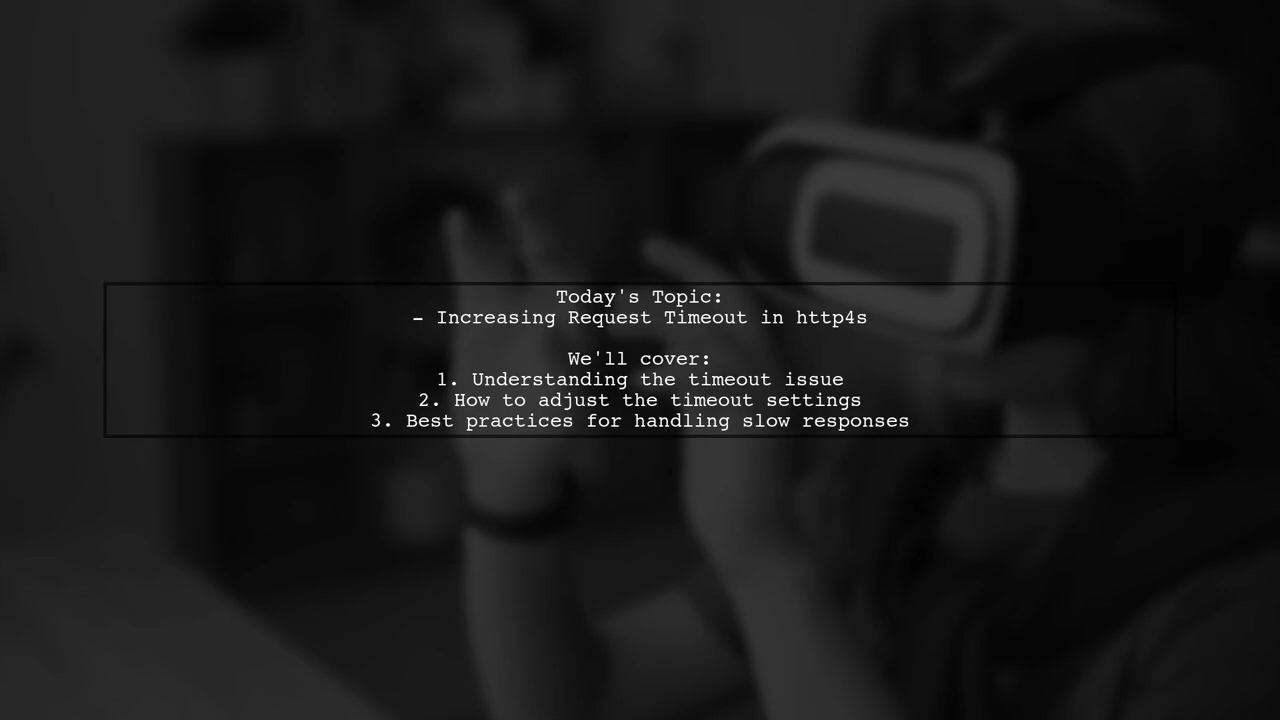 Today's Topic:
- Increasing Request Timeout in http4s
We'll cover:
1. Understanding the timeout issue
2. How to adjust the timeout settings
3. Best practices for handling slow responses